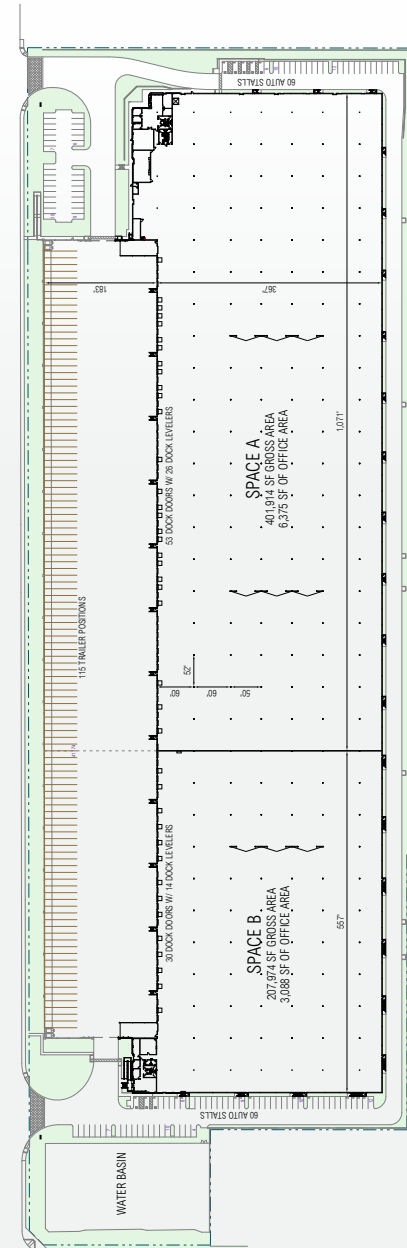 60 AUTO STALLS
183'
367'
53 DOCK DOORS W/ 26 DOCK LEVELERS
SPACE A
401,914 SF GROSS AREA
6,375 SF OF OFFICE AREA
1,071'
115 TRAILER POSITIONS
52'
60'
60'
50'
30 DOCK DOORS W/ 14 DOCK LEVELERS
SPACE B
207,974 SF GROSS AREA
3,088 SF OF OFFICE AREA
557'
60 AUTO STALLS
WATER BASIN